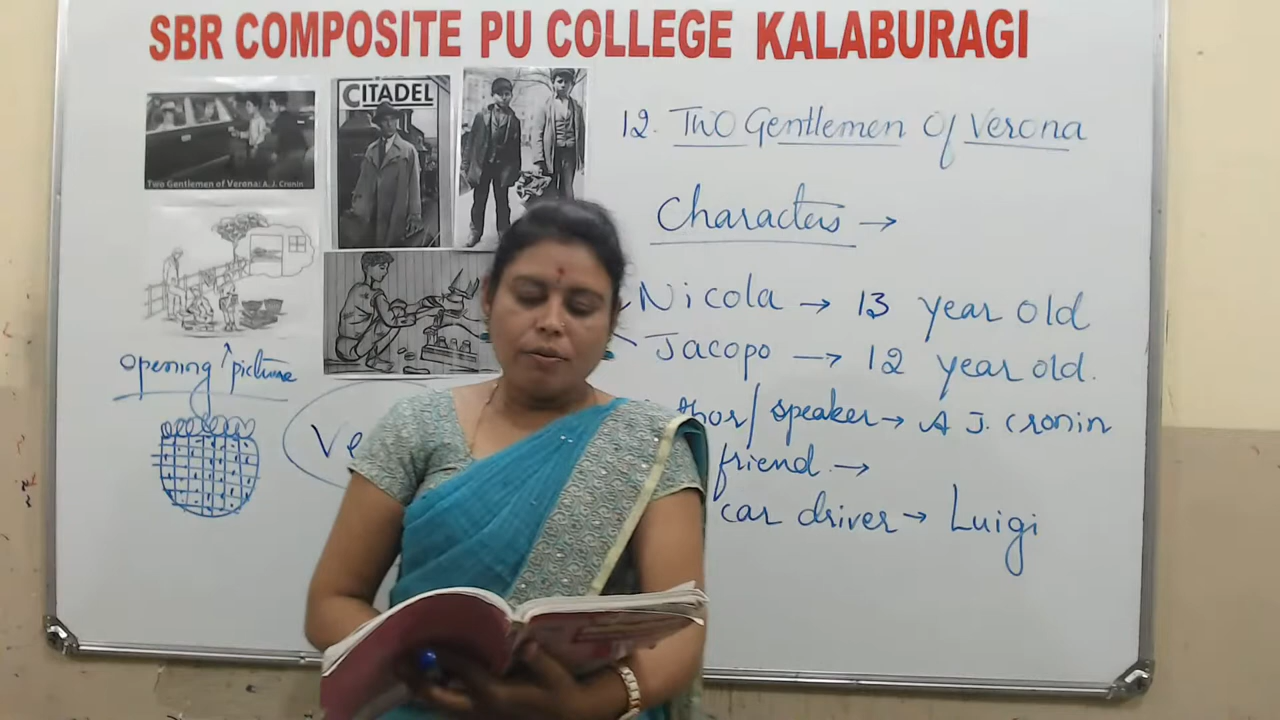 SBR COMPOSITE PU COLLEGE KALABURAGI
CITADEL
Two Gentlemen of Verona: A. J. Cronin
opening picture
12. Two Gentlemen Of Verona
Characters →
Nicola → 13 year old
Jacopo → 12 year old.
/ speaker → A J. Cronin
friend →
car driver → Luigi